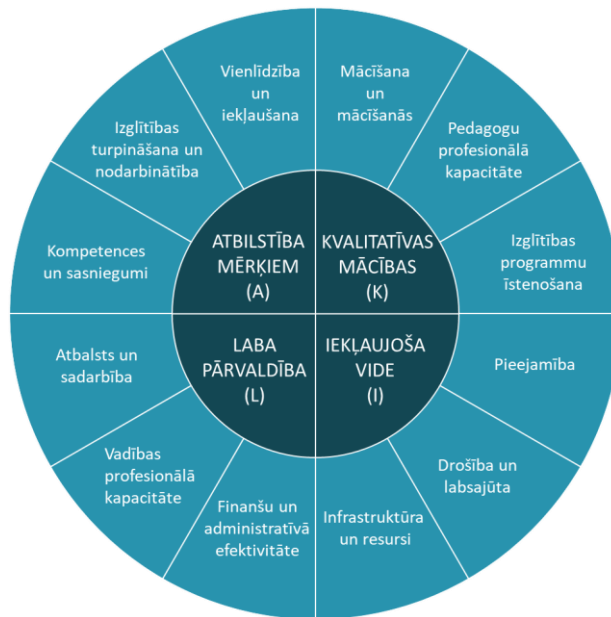 Vienlīdzība
un
iekļaušana
Mācīšana
un
mācīšanās
Izglītības
turpināšana un
nodarbinātība
Pedagogu
profesionālā
kapacitāte
Kompetences
un sasniegumi
ATBILSTĪBA
MĒRĶIEM
(A)
KVALITATĪVAS
MĀCĪBAS
(K)
Izglītības
programmu
īstenošana
Atbalsts un
sadarbība
LABA
PĀRVALDĪBA
(L)
IEKĻAUJOŠA
VIDE
(I)
Pieejamība
Vadības
profesionālā
kapacitāte
Drošība un
labsajūta
Finanšu un
administratīvā
efektivitāte
Infrastruktūra
un resursi